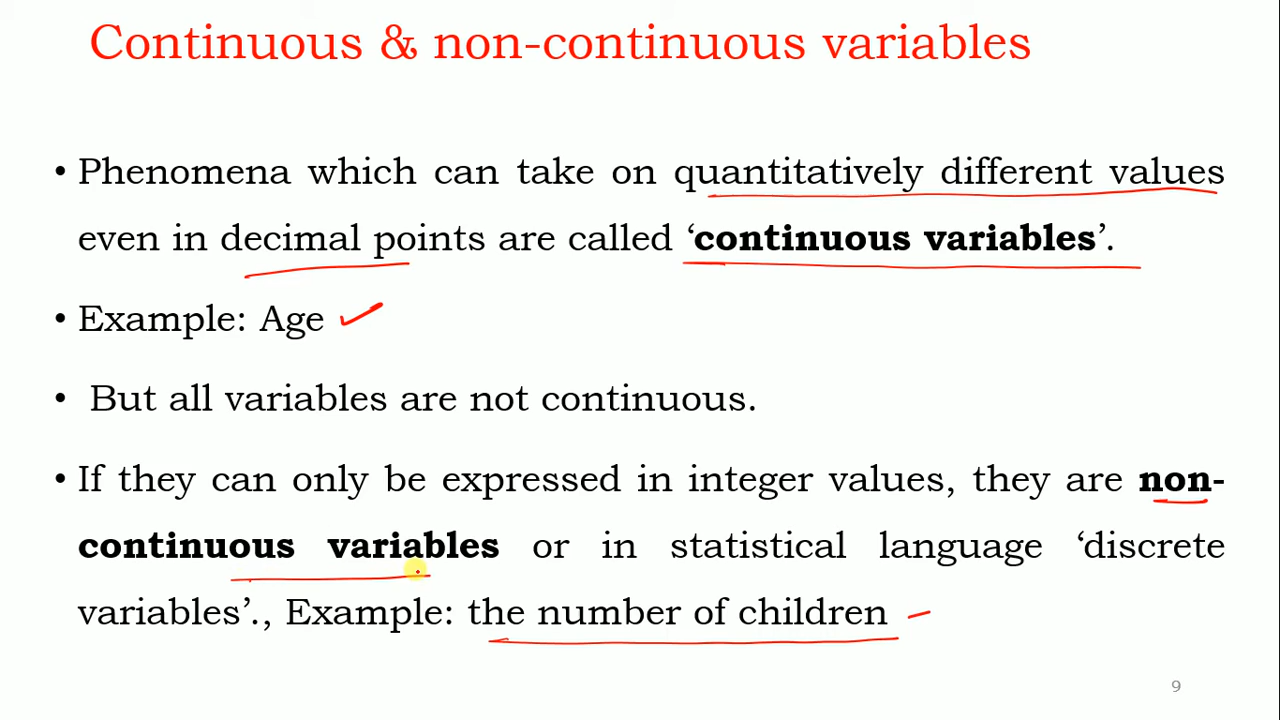 Continuous & non-continuous variables
• Phenomena which can take on quantitatively different values
even in decimal points are called ‘continuous variables’.
• Example: Age
• But all variables are not continuous.
• If they can only be expressed in integer values, they are non-
continuous variables or in statistical language ‘discrete
variables’., Example: the number of children
9